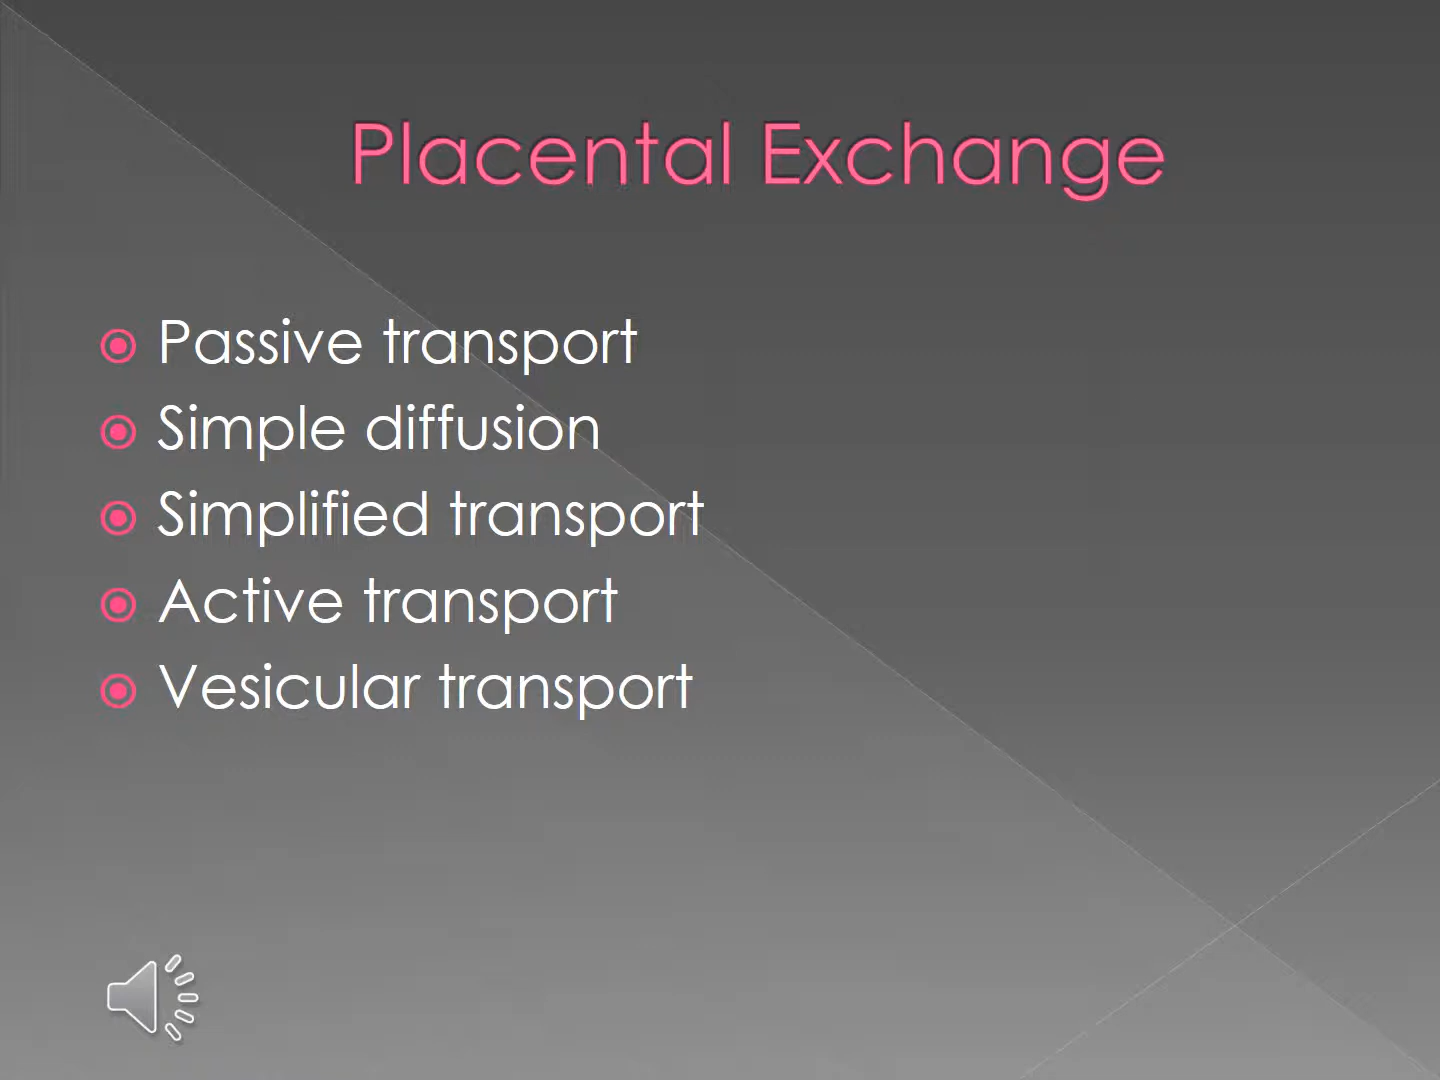 Placental Exchange
Passive transport
Simple diffusion
Simplified transport
Active transport
Vesicular transport